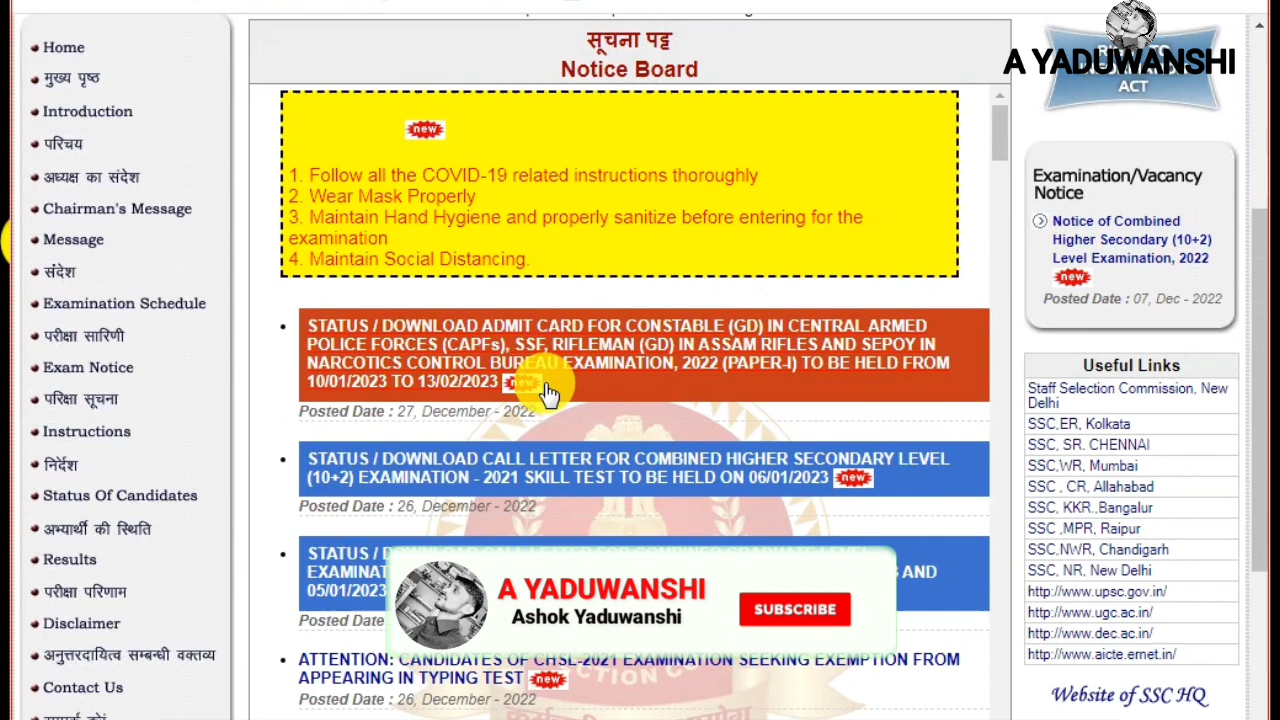 Home
मुख्य पृष्ठ
Introduction
परिचय
अध्यक्ष का संदेश
Chairman's Message
Message
संदेश
Examination Schedule
परीक्षा सारिणी
Exam Notice
परिक्षा सूचना
Instructions
निर्देश
Status Of Candidates
अभ्यार्थी की स्थिति
Results
परीक्षा परिणाम
Disclaimer
अनुत्तरदायित्व सम्बन्धी वक्तव्य
Contact Us
सूचना पट्ट
Notice Board
new
1. Follow all the COVID-19 related instructions thoroughly
2. Wear Mask Properly
3. Maintain Hand Hygiene and properly sanitize before entering for the
examination
4. Maintain Social Distancing.
STATUS / DOWNLOAD ADMIT CARD FOR CONSTABLE (GD) IN CENTRAL ARMED
POLICE FORCES (CAPFs), SSF, RIFLEMAN (GD) IN ASSAM RIFLES AND SEPOY IN
NARCOTICS CONTROL BUREAU EXAMINATION, 2022 (PAPER-I) TO BE HELD FROM
10/01/2023 TO 13/02/2023 new
Posted Date : 27, December - 2022
STATUS / DOWNLOAD CALL LETTER FOR COMBINED HIGHER SECONDARY LEVEL
(10+2) EXAMINATION - 2021 SKILL TEST TO BE HELD ON 06/01/2023 new
Posted Date : 26, December - 2022
STATUS /
AND
05/01/2023
Posted Date
A YADUWANSHI
Ashok Yaduwanshi
SUBSCRIBE
ATTENTION: CANDIDATES OF CHSL-2021 EXAMINATION SEEKING EXEMPTION FROM
APPEARING IN TYPING TEST new
Posted Date : 26, December - 2022
A YADUWANSHI
ACT
Examination/Vacancy
Notice
Notice of Combined
Higher Secondary (10+2)
Level Examination, 2022
new
Posted Date : 07, Dec - 2022
Useful Links
Staff Selection Commission, New
Delhi
SSC,ER, Kolkata
SSC, SR. CHENNAI
SSC,WR, Mumbai
SSC , CR, Allahabad
SSC, KKR.,Bangalur
SSC ,MPR, Raipur
SSC,NWR, Chandigarh
SSC, NR, New Delhi
http://www.upsc.gov.in/
http://www.ugc.ac.in/
http://www.dec.ac.in/
http://www.aicte.ernet.in/
Website of SSC HQ